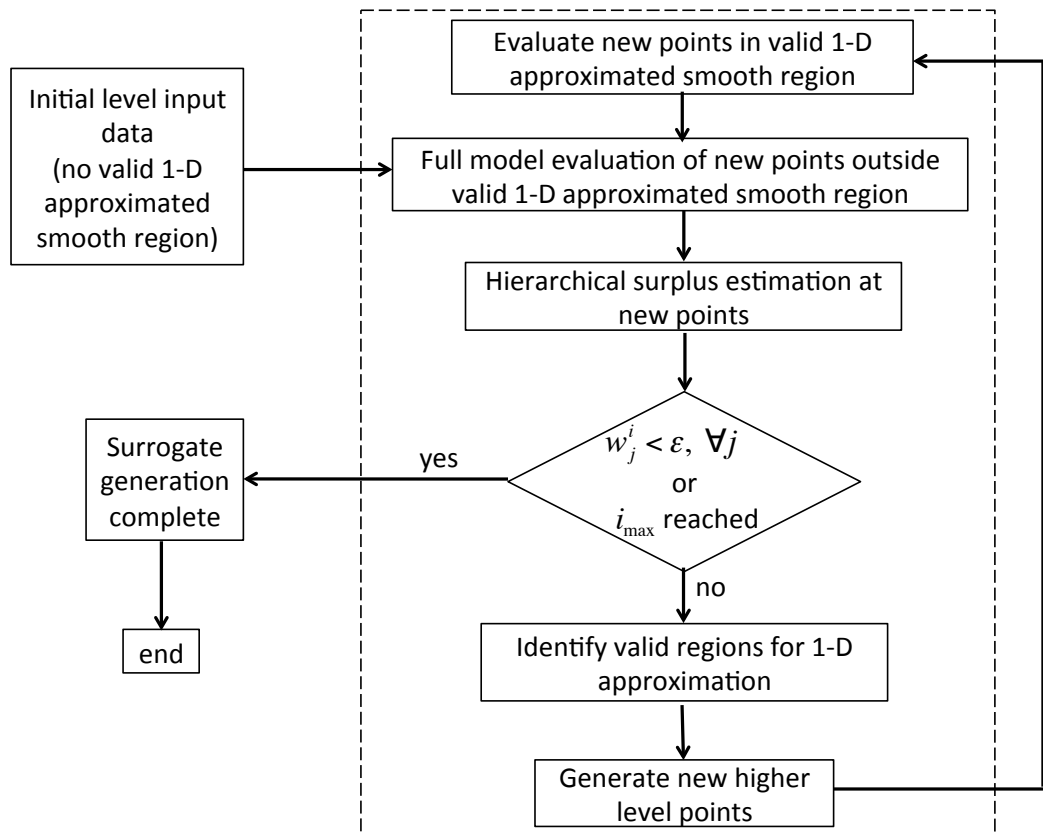 Evaluate new points in valid 1-D
approximated smooth region
Initial level input
data
(no valid 1-D
approximated
smooth region)
Full model evaluation of new points outside
valid 1-D approximated smooth region
Hierarchical surplus estimation at
new points
w_j^i < ε, ∀j
or
i_max reached
yes
Surrogate
generation
complete
no
end
Identify valid regions for 1-D
approximation
Generate new higher
level points